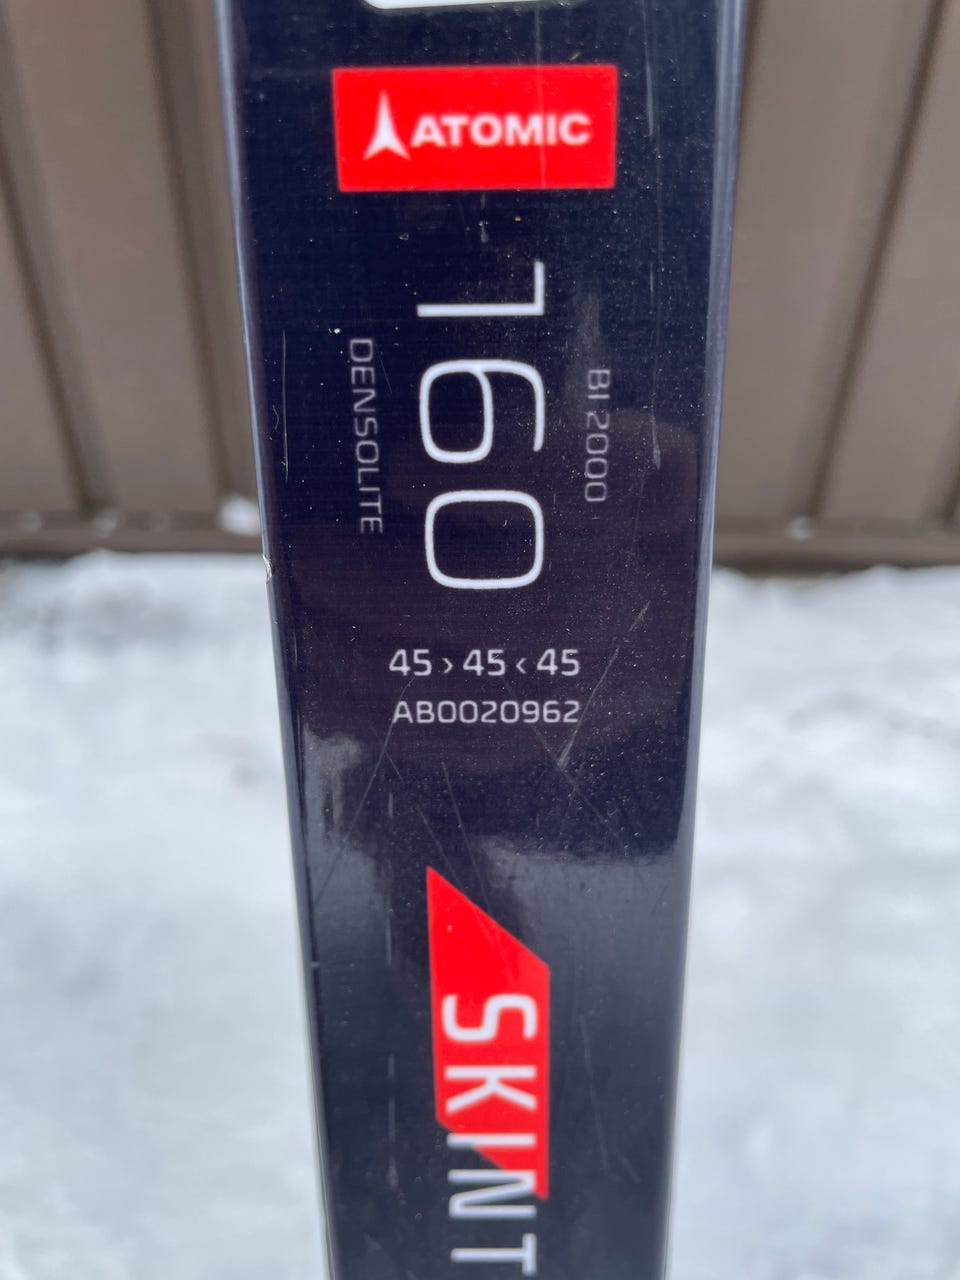 ATOMIC
160
BI 2000
DENSOLITE
45 › 45 ‹ 45
AB0020962
SKINT